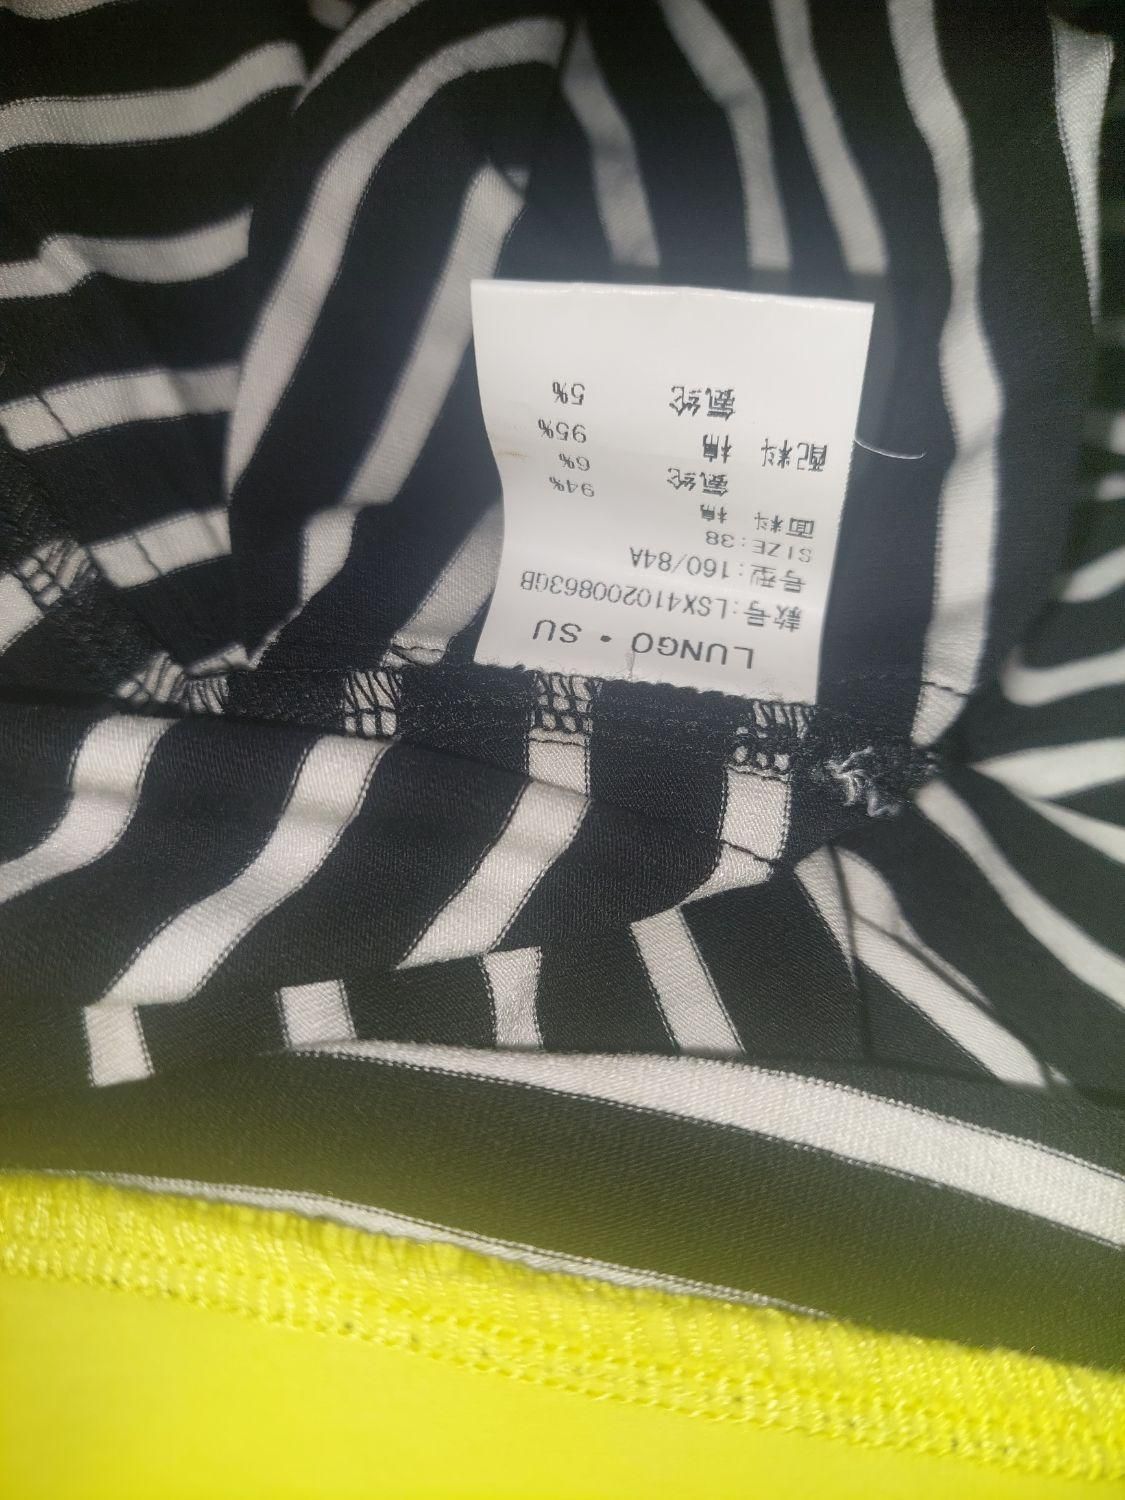 LUNGO • SU
款号:LSX410200863GB
号型:160/84A
SIZE:38
面料 棉 94%
氨纶 6%
配料 棉 95%
氨纶 5%